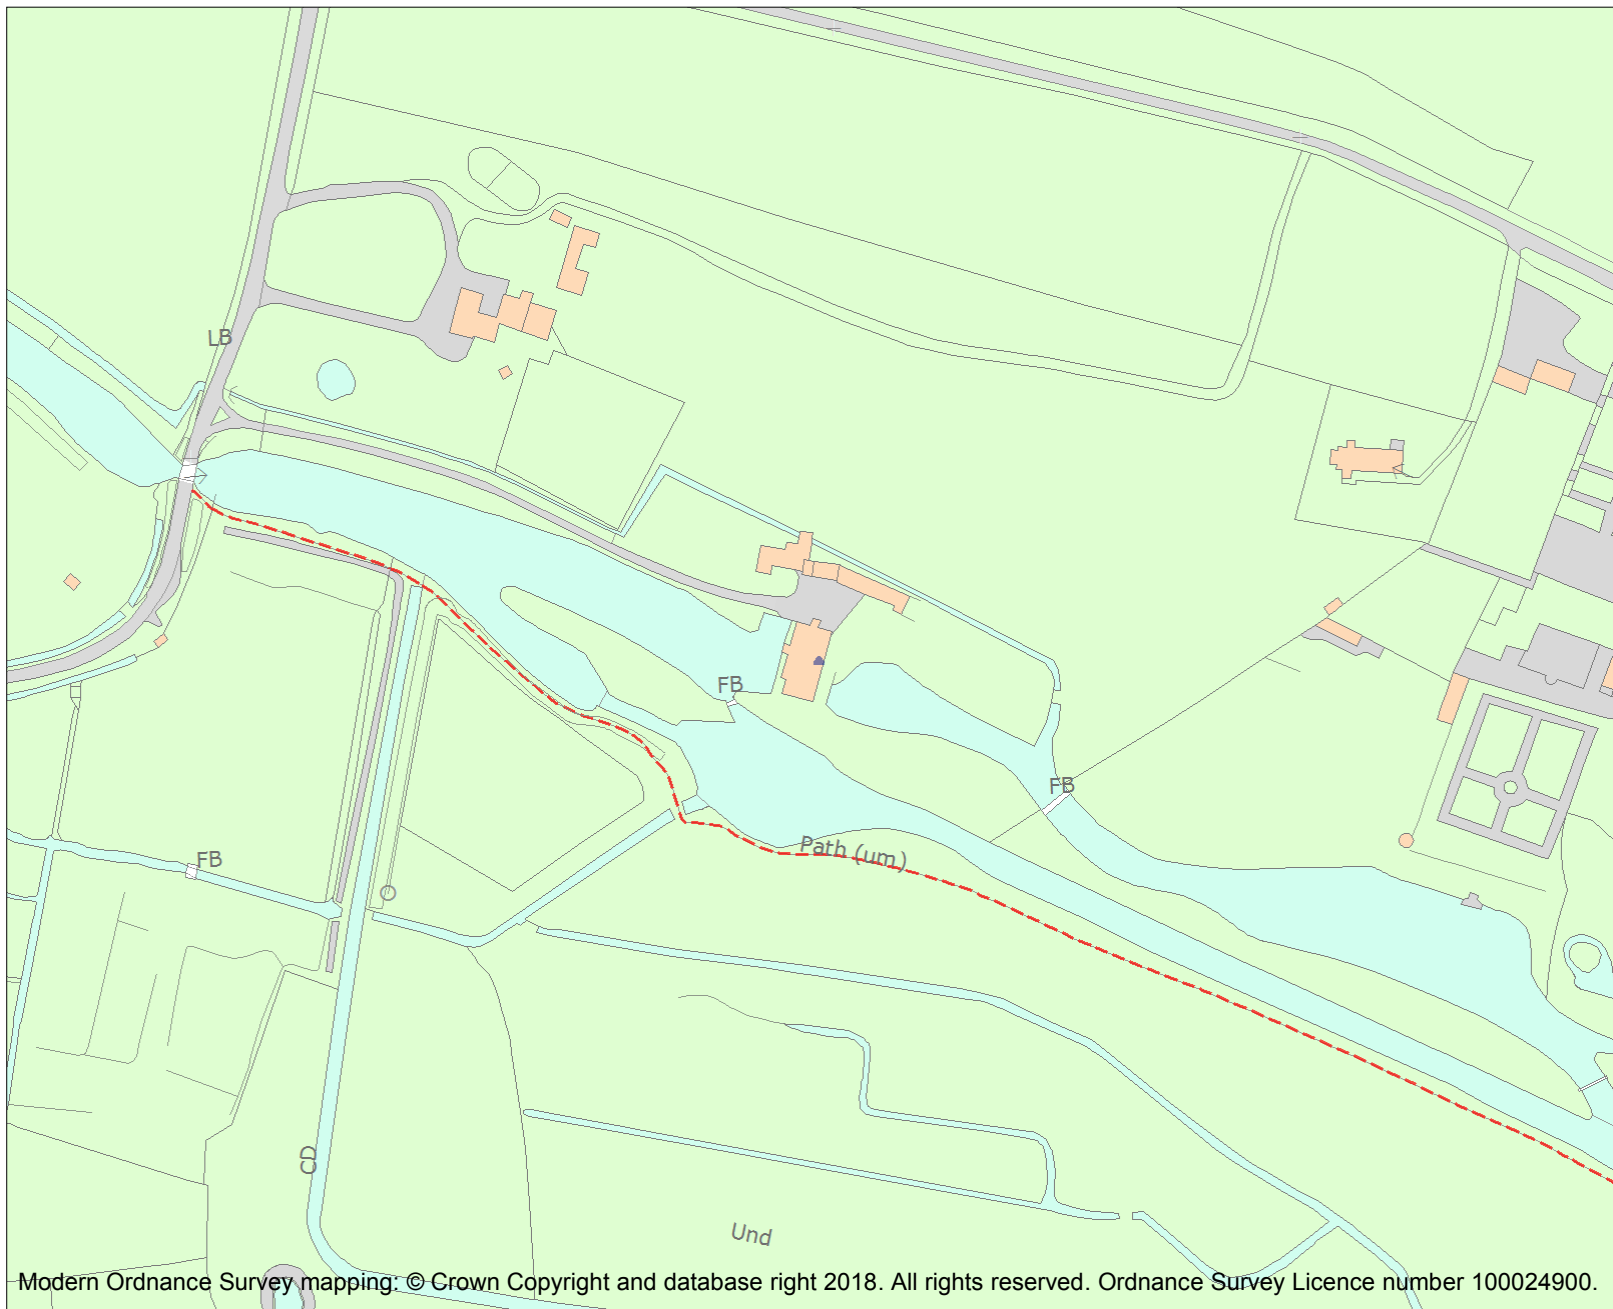 LB
FB
FB
Path (um)
FB
CD
Und
Modern Ordnance Survey mapping: © Crown Copyright and database right 2018. All rights reserved. Ordnance Survey Licence number 100024900.